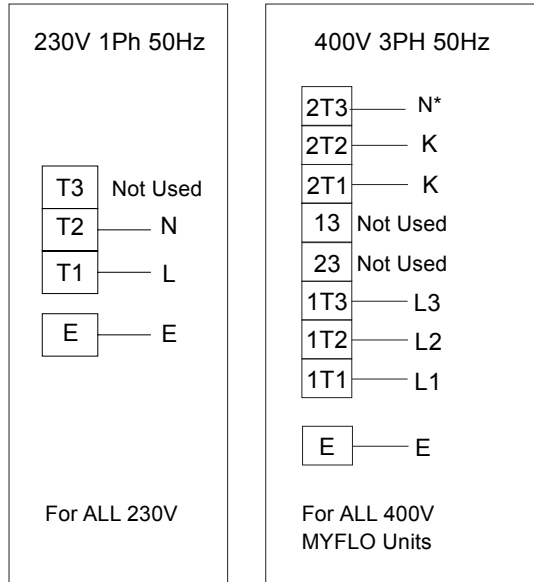 230V 1Ph 50Hz
T3 Not Used
T2 N
T1 L
E E
For ALL 230V
400V 3PH 50Hz
2T3 N*
2T2 K
2T1 K
13 Not Used
23 Not Used
1T3 L3
1T2 L2
1T1 L1
E E
For ALL 400V
MYFLO Units